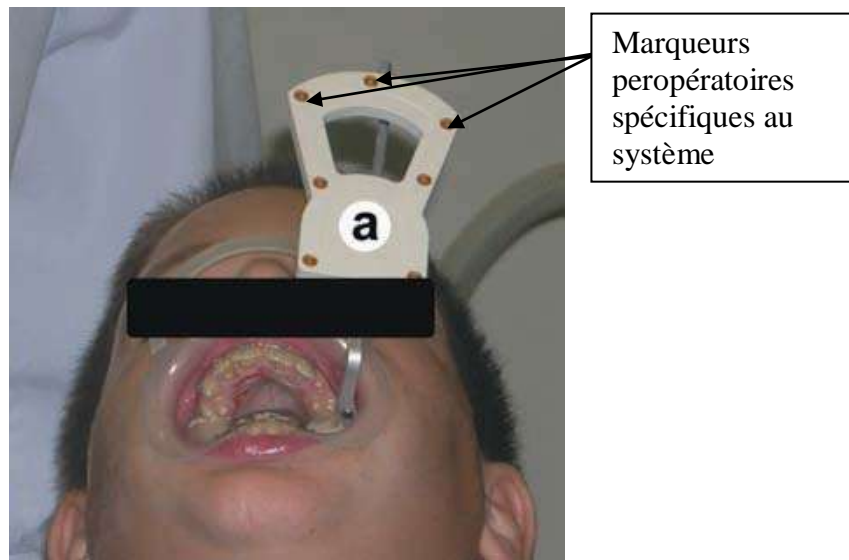 Marqueurs
peropératoires
spécifiques au
système
a